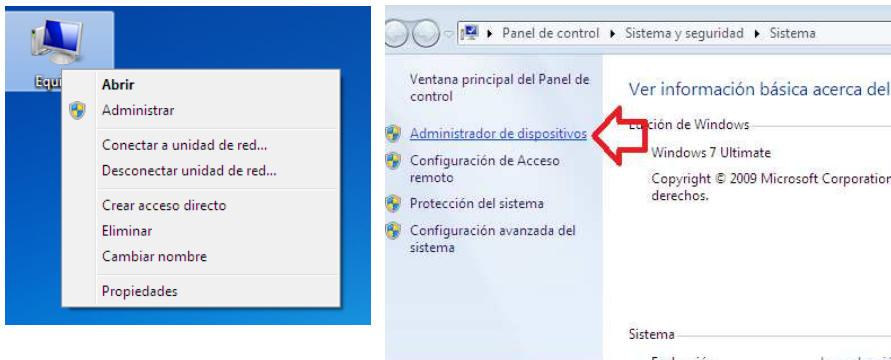 Abrir
Administrar
Conectar a unidad de red...
Desconectar unidad de red...
Crear acceso directo
Eliminar
Cambiar nombre
Propiedades
Panel de control ▸ Sistema y seguridad ▸ Sistema
Ventana principal del Panel de
control
Administrador de dispositivos
Configuración de Acceso
remoto
Protección del sistema
Configuración avanzada del
sistema
Ver información básica acerca del
Edición de Windows
Windows 7 Ultimate
Copyright © 2009 Microsoft Corporation
derechos.
Sistema